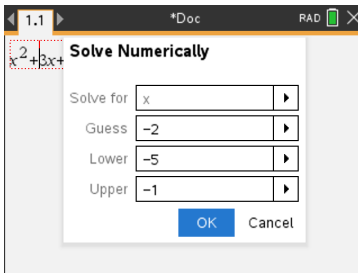 1.1 *Doc RAD
x²+3x+
Solve Numerically
Solve for x
Guess −2
Lower −5
Upper −1
OK Cancel